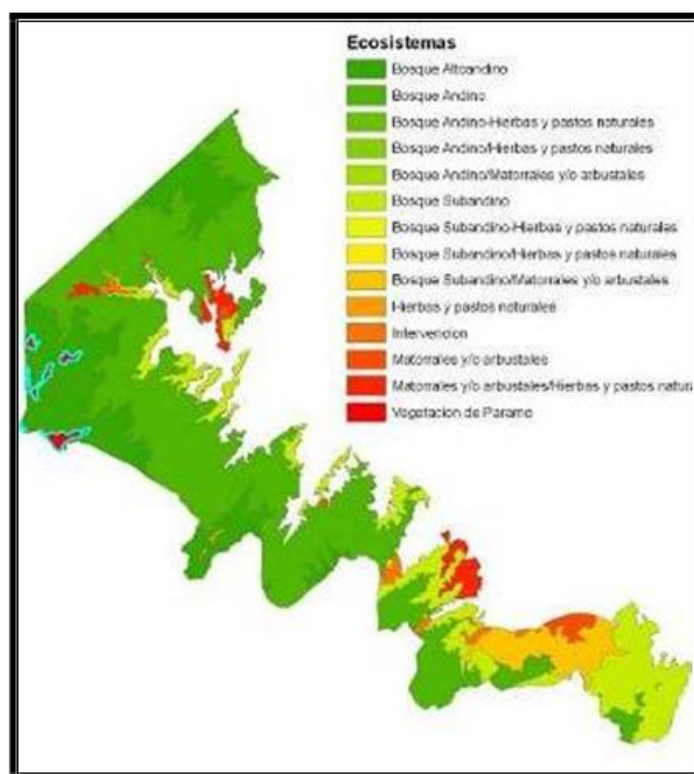 Ecosistemas
Bosque Altoandino
Bosque Andino
Bosque Andino-Hierbas y pastos naturales
Bosque Andino/Hierbas y pastos naturales
Bosque Andino/Matorrales y/o arbustales
Bosque Subandino
Bosque Subandino-Hierbas y pastos naturales
Bosque Subandino/Hierbas y pastos naturales
Bosque Subandino/Matorrales y/o arbustales
Hierbas y pastos naturales
Intervencion
Matorrales y/o arbustales
Matorrales y/o arbustales/Hierbas y pastos natura
Vegetacion de Paramo